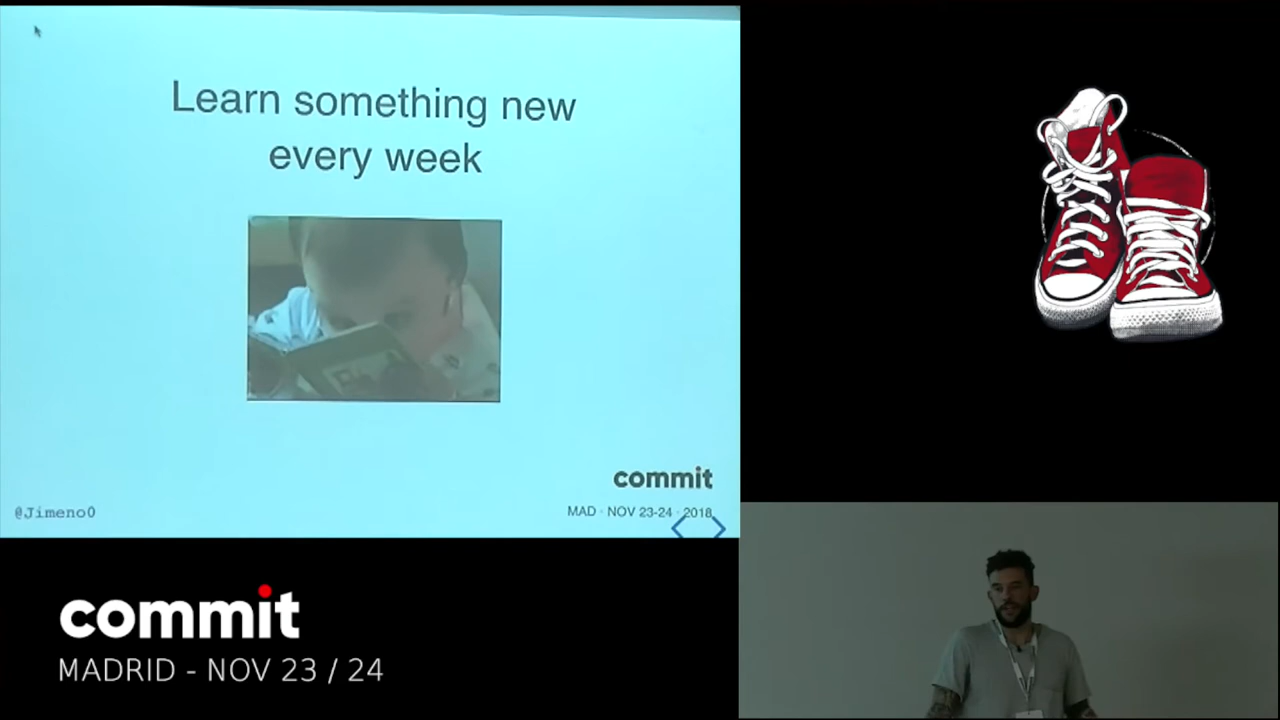 Learn something new
every week
commit
@Jimeno0
MAD · NOV 23-24 · 2018
commit
MADRID - NOV 23 / 24